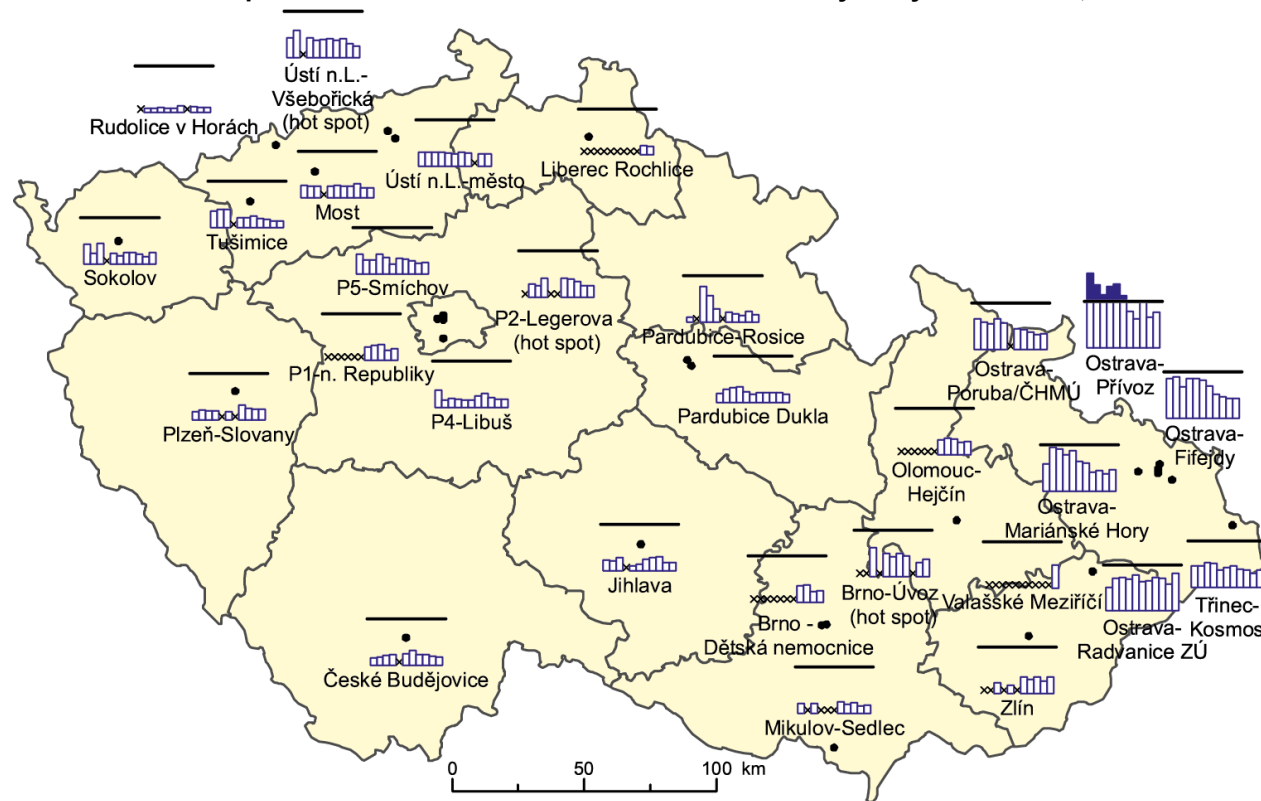 Ústí n.L.-
Všebořická
(hot spot)
Rudolice v Horách
Ústí n.L.-město
Liberec Rochlice
Most
Tušimice
Sokolov
P5-Smíchov
P2-Legerova
(hot spot)
Pardubice-Rosice
P1-n. Republiky
Ostrava-
Poruba/ČHMÚ
Ostrava-
Přívoz
Plzeň-Slovany
P4-Libuš
Pardubice Dukla
Ostrava-
Fifejdy
Olomouc-
Hejčín
Ostrava-
Mariánské Hory
Jihlava
Brno-Úvoz
(hot spot)
Valašské Meziříčí
Třinec-
Kosmos
Brno -
Dětská nemocnice
Ostrava-
Radvanice ZÚ
České Budějovice
Zlín
Mikulov-Sedlec
0 50 100 km